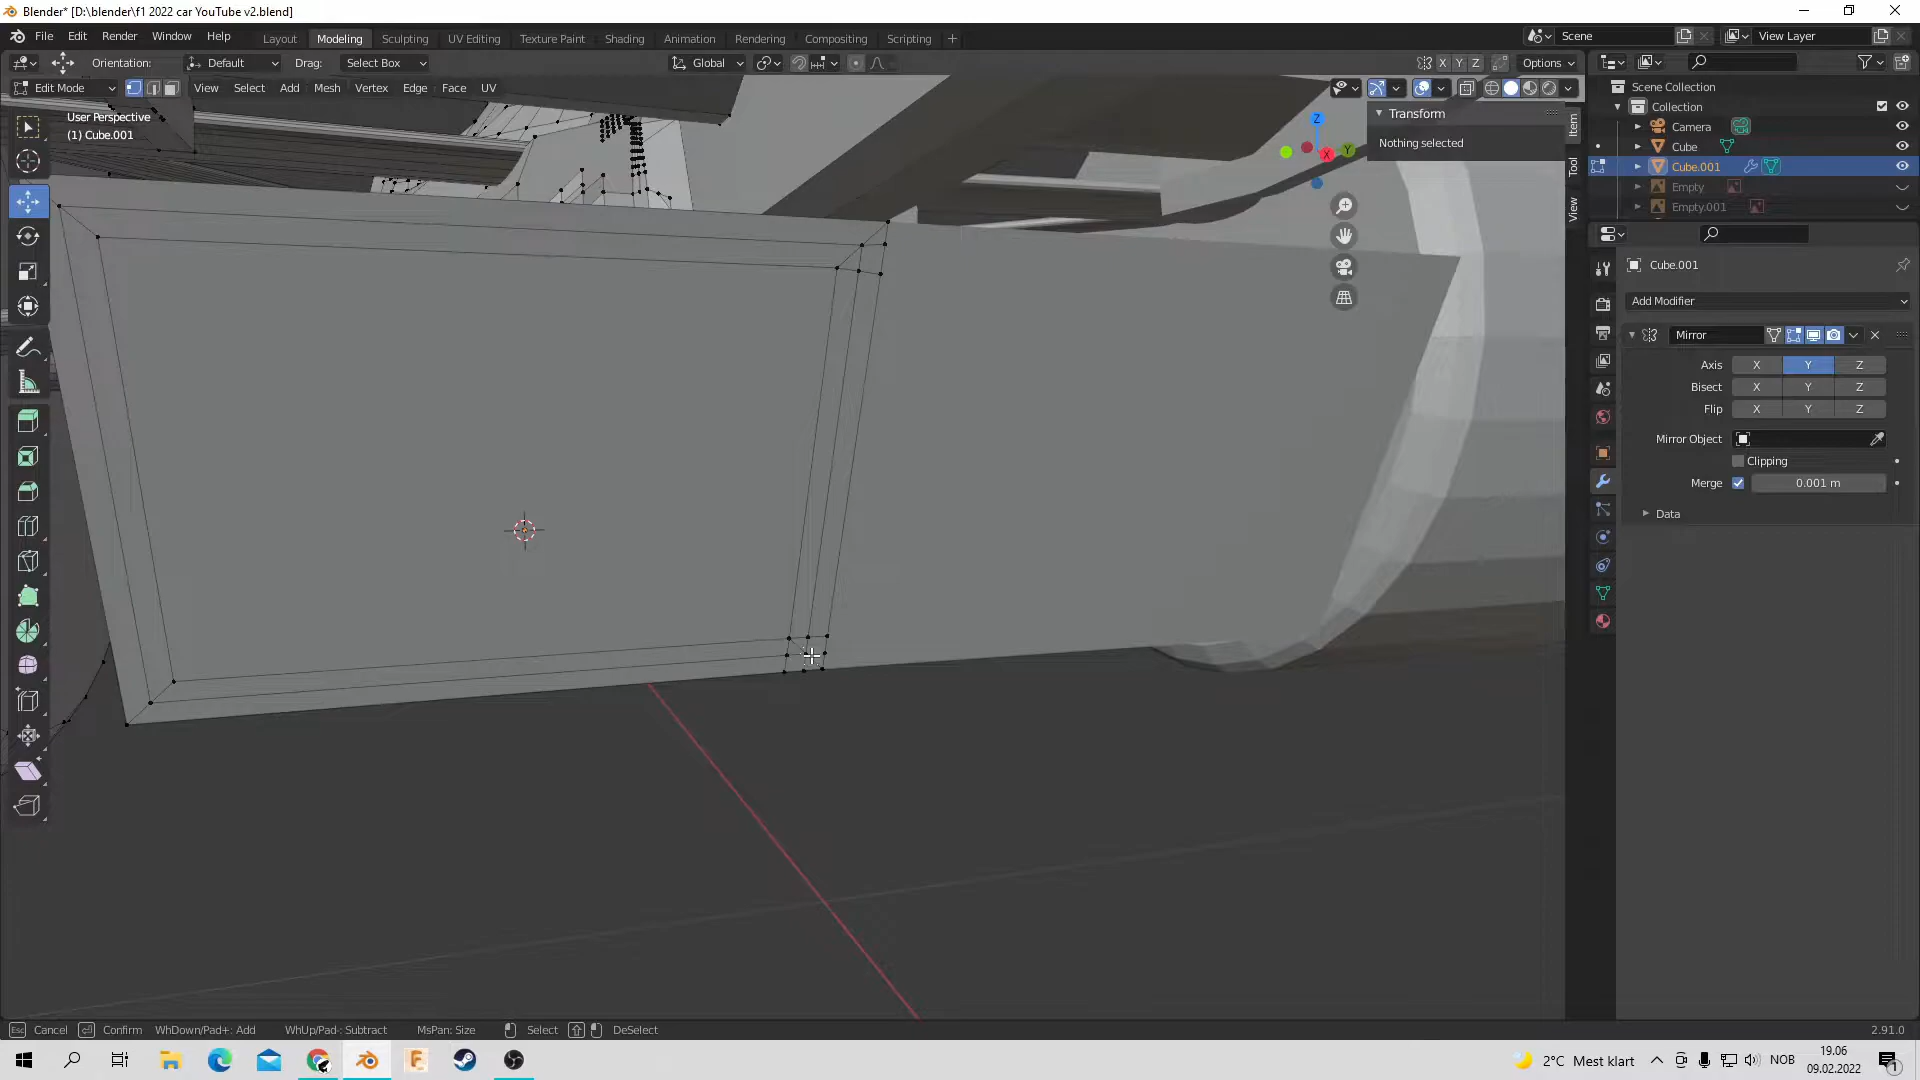 Blender* [D:\blender\f1 2022 car YouTube v2.blend]
File Edit Render Window Help
Layout Modeling Sculpting UV Editing Texture Paint Shading Animation Rendering Compositing Scripting
Scene
View Layer
Orientation: Default Drag: Select Box
Global
X Y Z Options
Edit Mode View Select Add Mesh Vertex Edge Face UV
User Perspective
(1) Cube.001
Transform
Nothing selected
Item
Tool
View
Z
X
Y
Scene Collection
Collection
Camera
Cube
Cube.001
Empty
Empty.001
Cube.001
Add Modifier
Mirror
Axis X Y Z
Bisect X Y Z
Flip X Y Z
Mirror Object
Clipping
Merge 0.001 m
Data
Esc Cancel Confirm WhDown/Pad+: Add WhUp/Pad-: Subtract MsPan: Size Select DeSelect
2.91.0
2°C Mest klart
NOB
19.06
09.02.2022
1